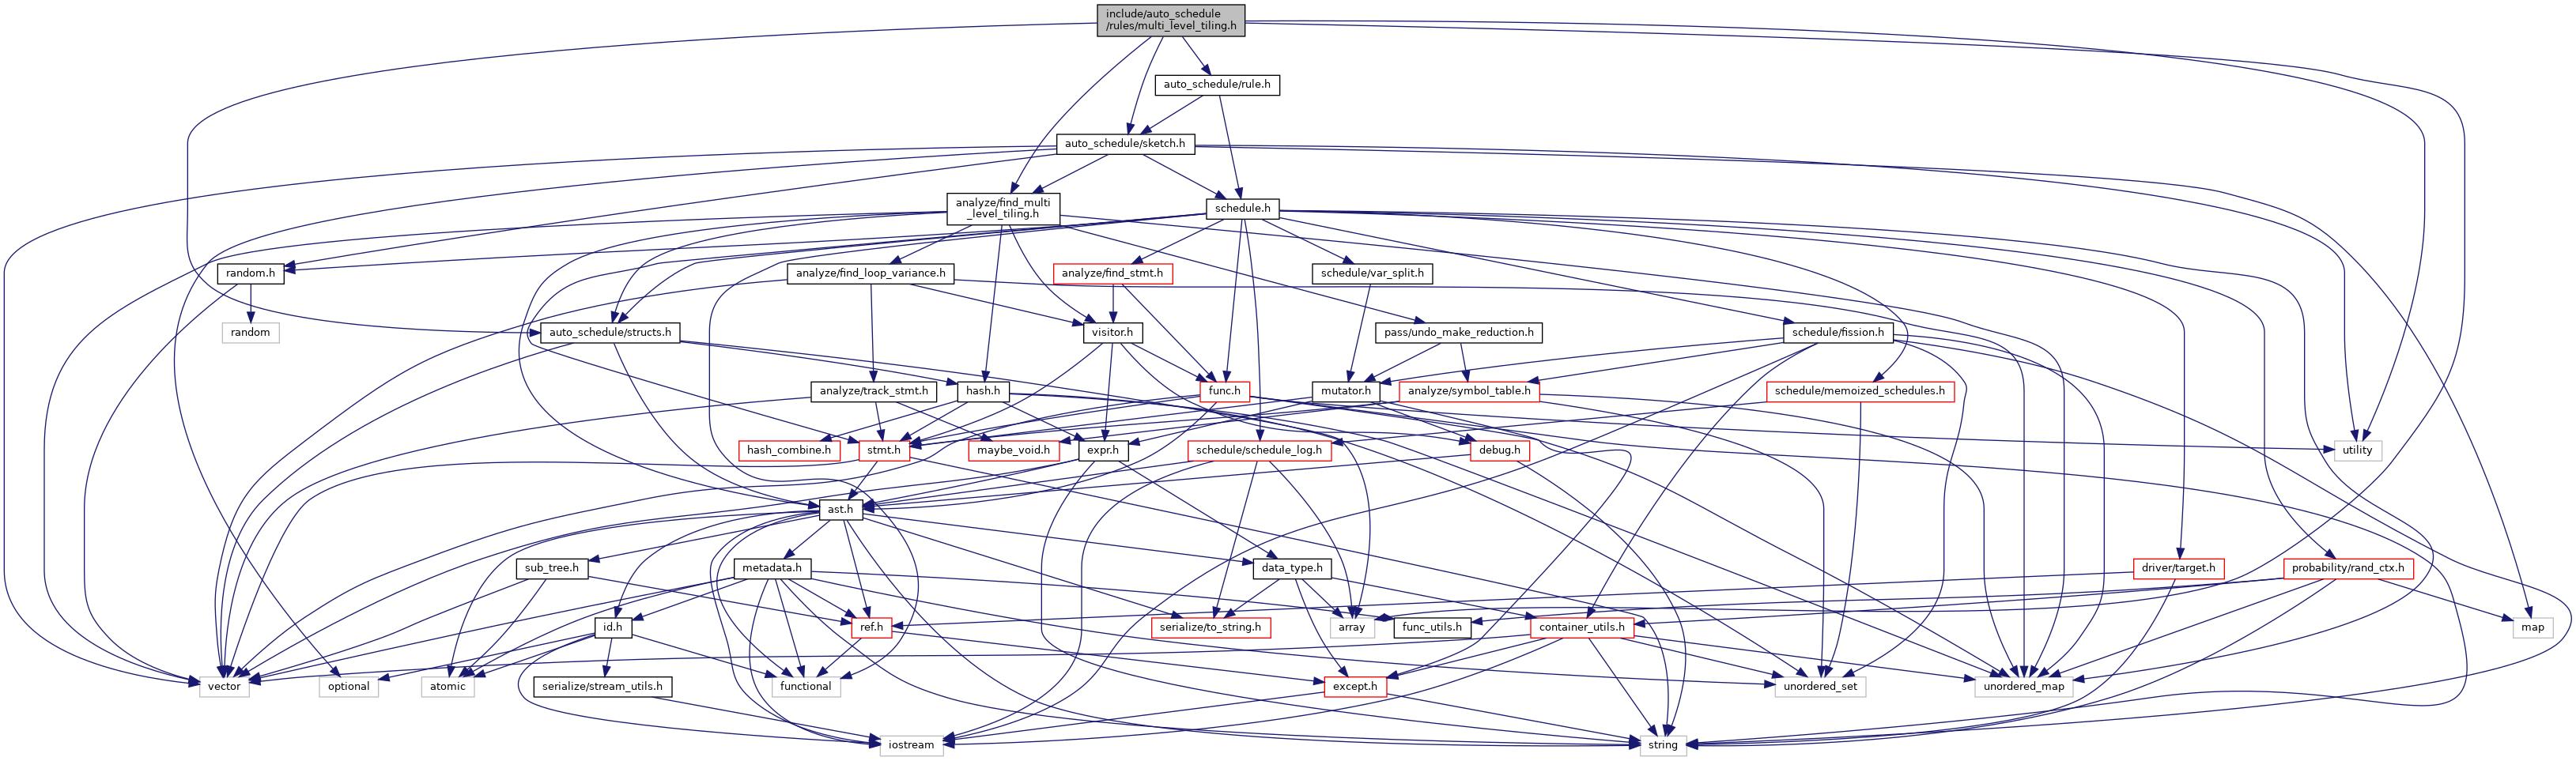 include/auto_schedule
/rules/multi_level_tiling.h
auto_schedule/rule.h
auto_schedule/sketch.h
analyze/find_multi
_level_tiling.h
schedule.h
random.h
analyze/find_loop_variance.h
analyze/find_stmt.h
schedule/var_split.h
random
auto_schedule/structs.h
visitor.h
pass/undo_make_reduction.h
schedule/fission.h
analyze/track_stmt.h
hash.h
func.h
mutator.h
analyze/symbol_table.h
schedule/memoized_schedules.h
hash_combine.h
stmt.h
maybe_void.h
expr.h
schedule/schedule_log.h
debug.h
utility
ast.h
sub_tree.h
metadata.h
data_type.h
driver/target.h
probability/rand_ctx.h
id.h
ref.h
serialize/to_string.h
array
func_utils.h
container_utils.h
map
vector
optional
atomic
serialize/stream_utils.h
functional
except.h
unordered_set
unordered_map
iostream
string